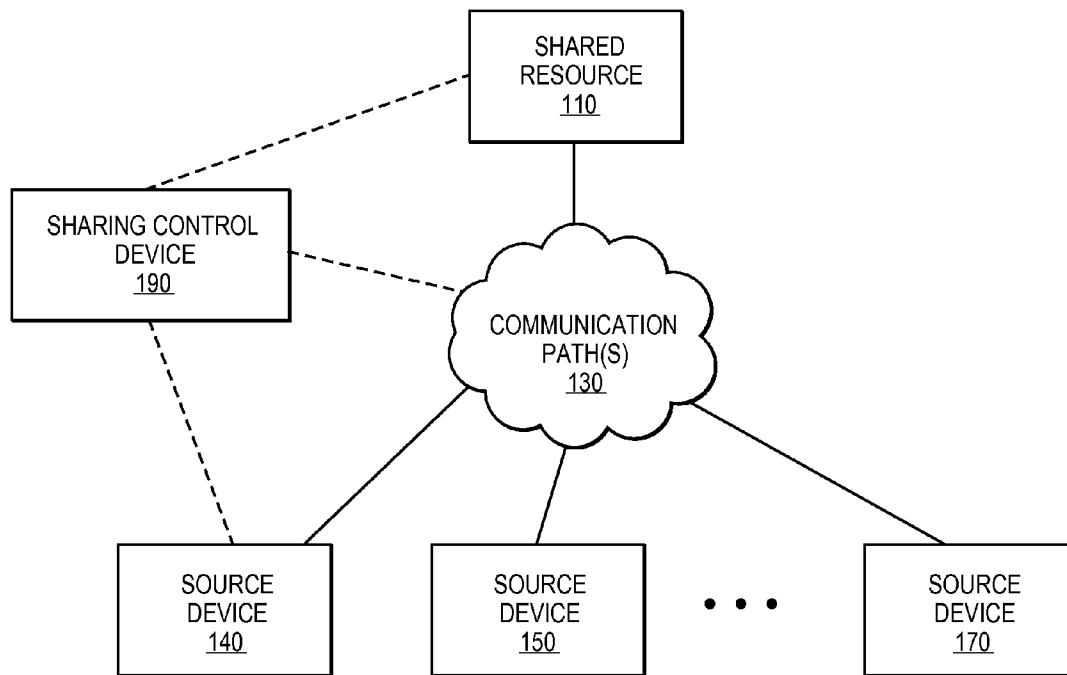 SHARED
RESOURCE
110
SHARING CONTROL
DEVICE
190
COMMUNICATION
PATH(S)
130
SOURCE
DEVICE
140
SOURCE
DEVICE
150
SOURCE
DEVICE
170